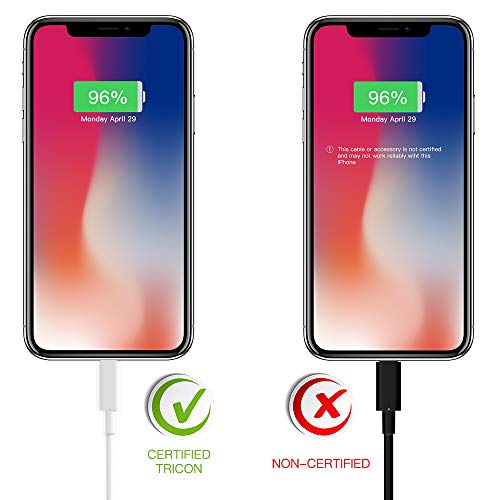 96%
Monday April 29
96%
Monday April 29
This cable or accessory is not certified
and may not work reliably wiht this
iPhone
CERTIFIED
TRICON
NON-CERTIFIED